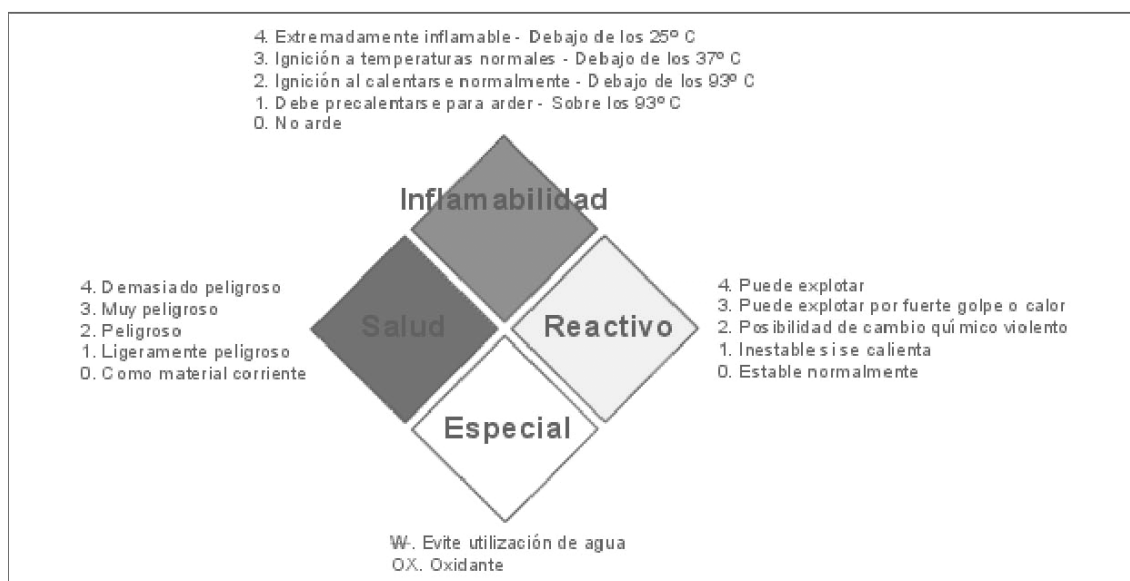 4. Extremadamente inflamable - Debajo de los 25º C
3. Ignición a temperaturas normales - Debajo de los 37º C
2. Ignición al calentarse normalmente - Debajo de los 93º C
1. Debe precalentarse para arder - Sobre los 93º C
0. No arde
Inflamabilidad
4. Demasiado peligroso
3. Muy peligroso
2. Peligroso
1. Ligeramente peligroso
0. Como material corriente
Salud
Reactivo
4. Puede explotar
3. Puede explotar por fuerte golpe o calor
2. Posibilidad de cambio químico violento
1. Inestable si se calienta
0. Estable normalmente
Especial
W-. Evite utilización de agua
OX. Oxidante